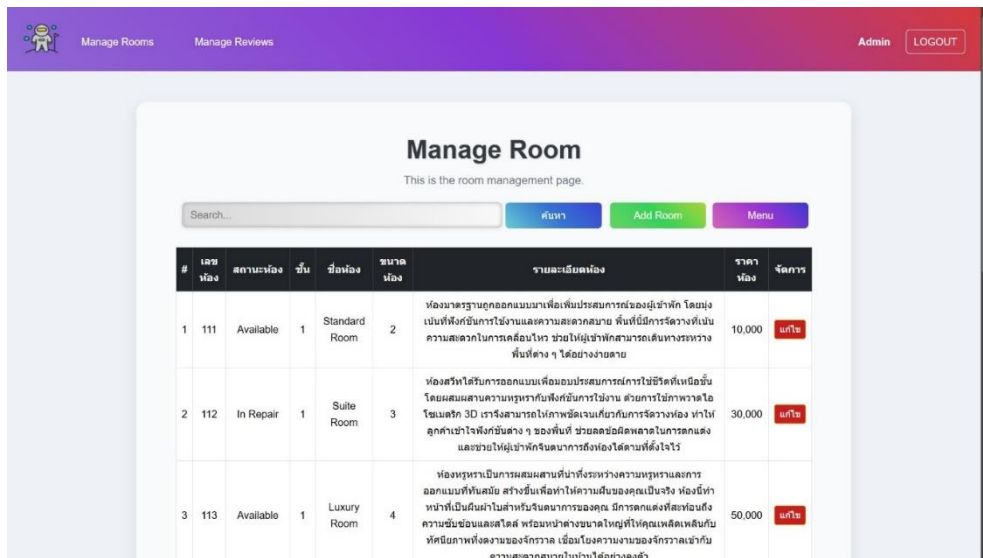 Manage Rooms Manage Reviews Admin LOGOUT
Manage Room
This is the room management page.
Search... ค้นหา Add Room Menu
# เลขห้อง สถานะห้อง ชั้น ชื่อห้อง ขนาดห้อง รายละเอียดห้อง ราคาห้อง จัดการ
ห้องมาตรฐานถูกออกแบบมาเพื่อเพิ่มประสบการณ์ของผู้เข้าพัก โดยมุ่ง
เน้นที่ฟังก์ชันการใช้งานและความสะดวกสบาย พื้นที่นี้มีการจัดวางที่เน้น
1 111 Available 1 Standard Room 2 ความสะดวกในการเคลื่อนไหว ช่วยให้ผู้เข้าพักสามารถเดินทางระหว่าง 10,000 แก้ไข
พื้นที่ต่าง ๆ ได้อย่างง่ายดาย
ห้องสวีทได้รับการออกแบบเพื่อมอบประสบการณ์การใช้ชีวิตที่เหนือชั้น
โดยผสมผสานความหรูหรากับฟังก์ชันการใช้งาน ด้วยการใช้ภาพวาดไอ
2 112 In Repair 1 Suite Room 3 โซเมตริก 3D เราจึงสามารถให้ภาพชัดเจนเกี่ยวกับการจัดวางห้อง ทำให้ 30,000 แก้ไข
ลูกค้าเข้าใจฟังก์ชันต่าง ๆ ของพื้นที่ ช่วยลดข้อผิดพลาดในการตกแต่ง
และช่วยให้ผู้เข้าพักจินตนาการถึงห้องได้ตามที่ตั้งใจไว้
ห้องหรูหราเป็นการผสมผสานที่น่าทึ่งระหว่างความหรูหราและการ
ออกแบบที่ทันสมัย สร้างขึ้นเพื่อทำให้ความฝันของคุณเป็นจริง ห้องนี้ทำ
หน้าที่เป็นผืนผ้าใบสำหรับจินตนาการของคุณ มีการตกแต่งที่สะท้อนถึง
3 113 Available 1 Luxury Room 4 ความซับซ้อนและสไตล์ พร้อมหน้าต่างขนาดใหญ่ที่ให้คุณเพลิดเพลินกับ 50,000 แก้ไข
ทัศนียภาพที่งดงามของจักรวาล เชื่อมโยงความงามของจักรวาลเข้ากับ
ความสะดวกสบายในบ้านได้อย่างลงตัว